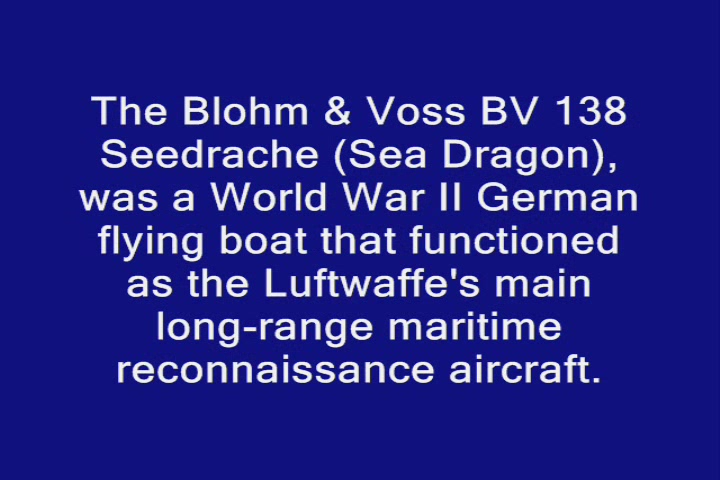 The Blohm & Voss BV 138
Seedrache (Sea Dragon),
was a World War II German
flying boat that functioned
as the Luftwaffe's main
long-range maritime
reconnaissance aircraft.